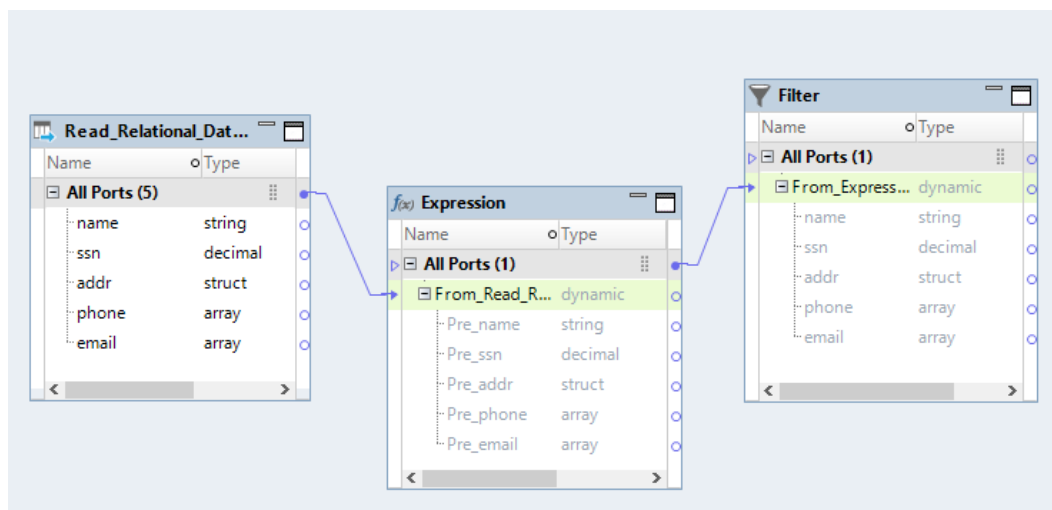 Read_Relational_Dat...
Name Type
All Ports (5)
name string
ssn decimal
addr struct
phone array
email array
f(x) Expression
Name Type
All Ports (1)
From_Read_R... dynamic
Pre_name string
Pre_ssn decimal
Pre_addr struct
Pre_phone array
Pre_email array
Filter
Name Type
All Ports (1)
From_Express... dynamic
name string
ssn decimal
addr struct
phone array
email array